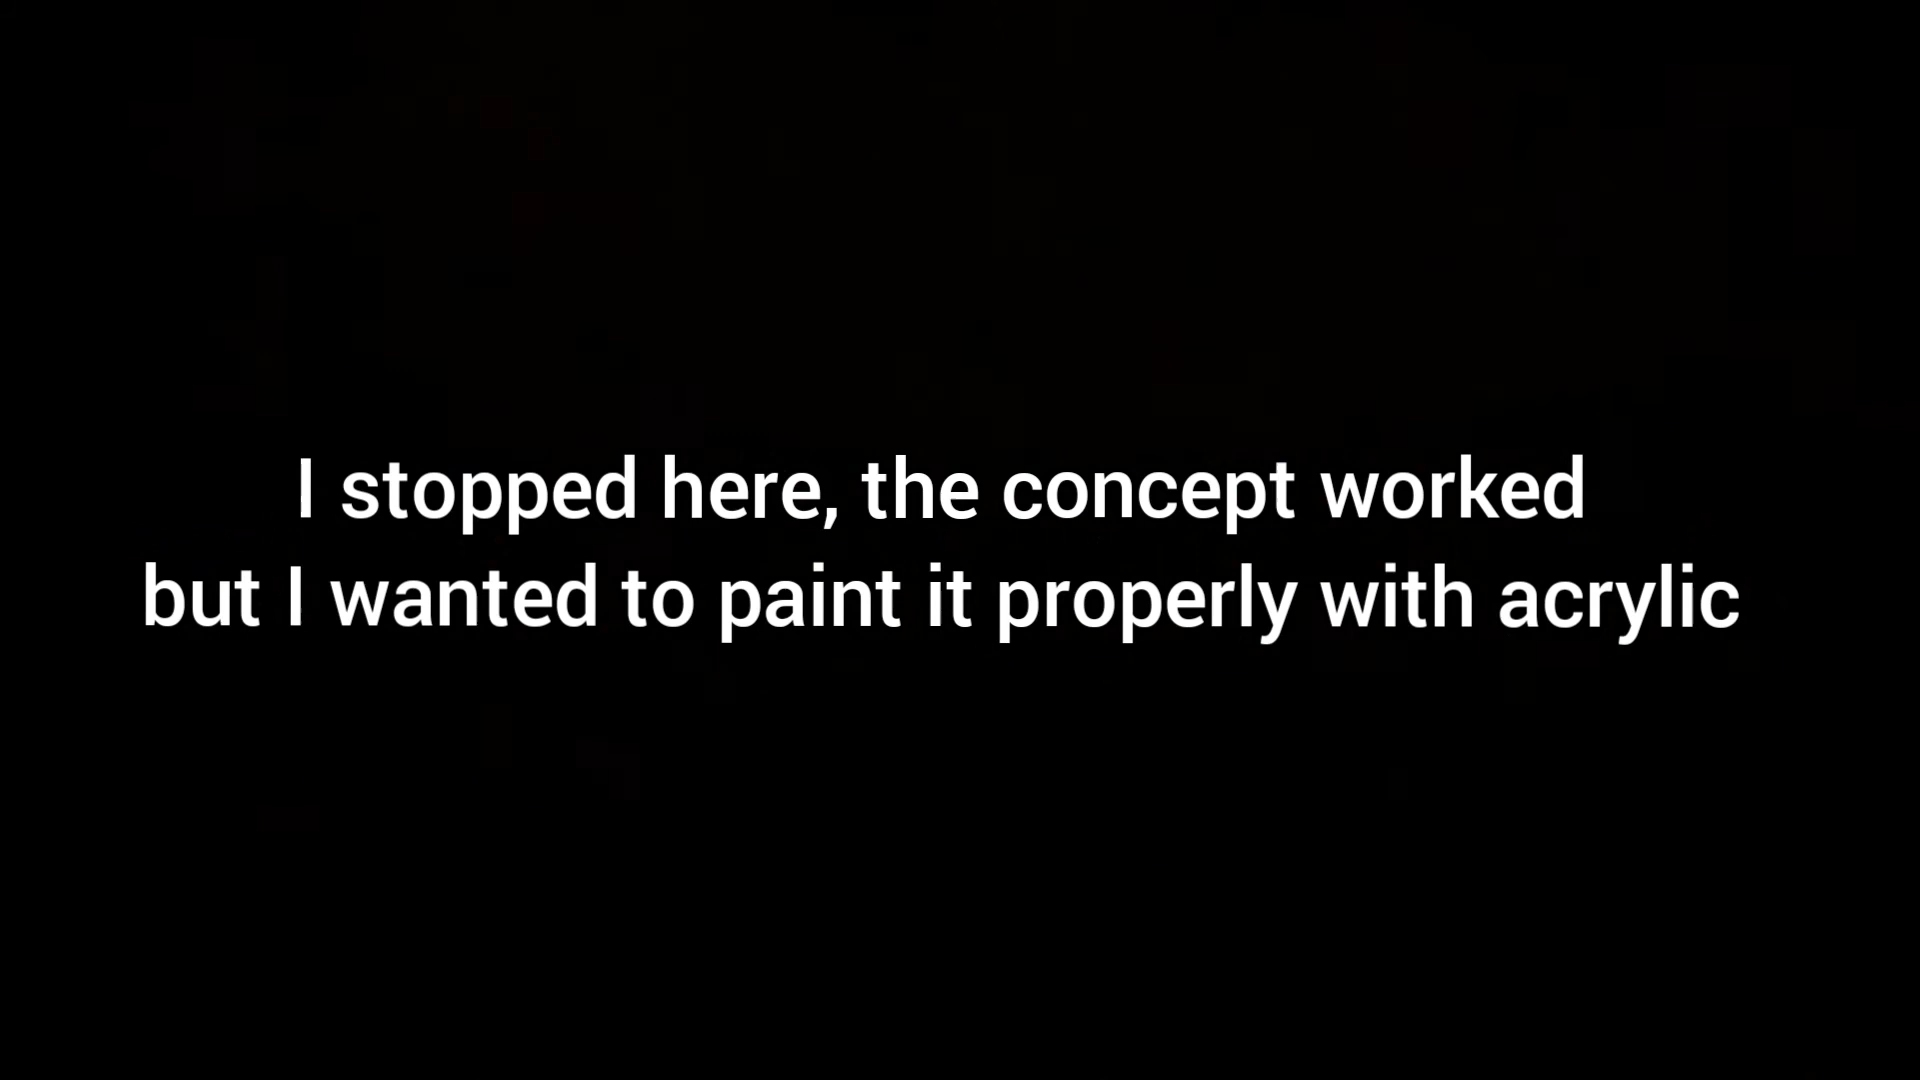 I stopped here, the concept worked
but I wanted to paint it properly with acrylic